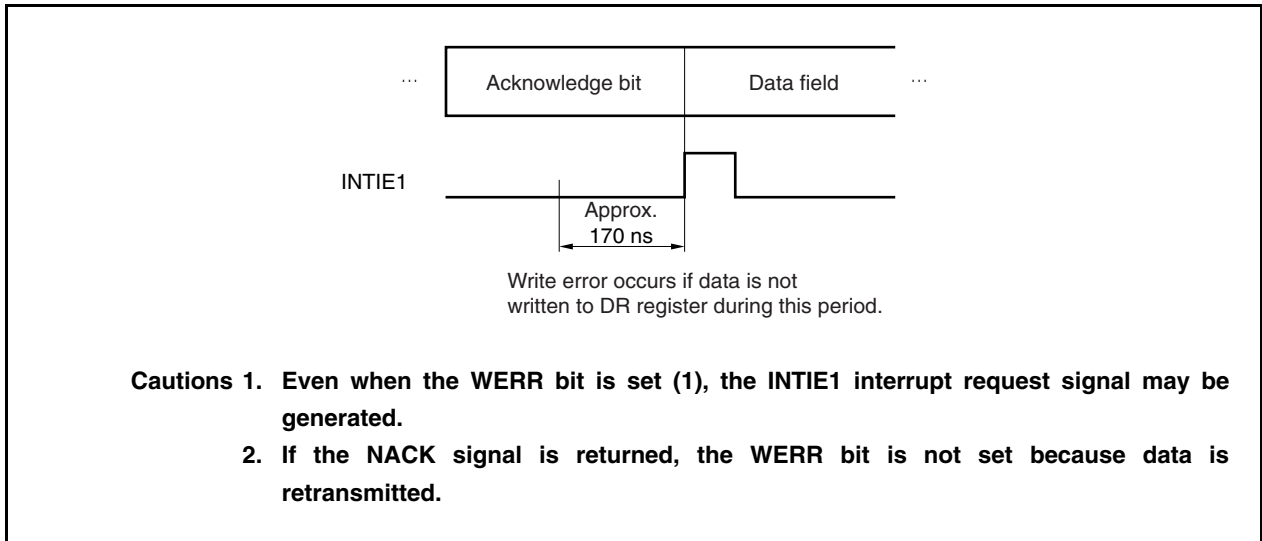 … Acknowledge bit Data field …
INTIE1
Approx.
170 ns
Write error occurs if data is not
written to DR register during this period.
Cautions 1. Even when the WERR bit is set (1), the INTIE1 interrupt request signal may be
generated.
2. If the NACK signal is returned, the WERR bit is not set because data is
retransmitted.